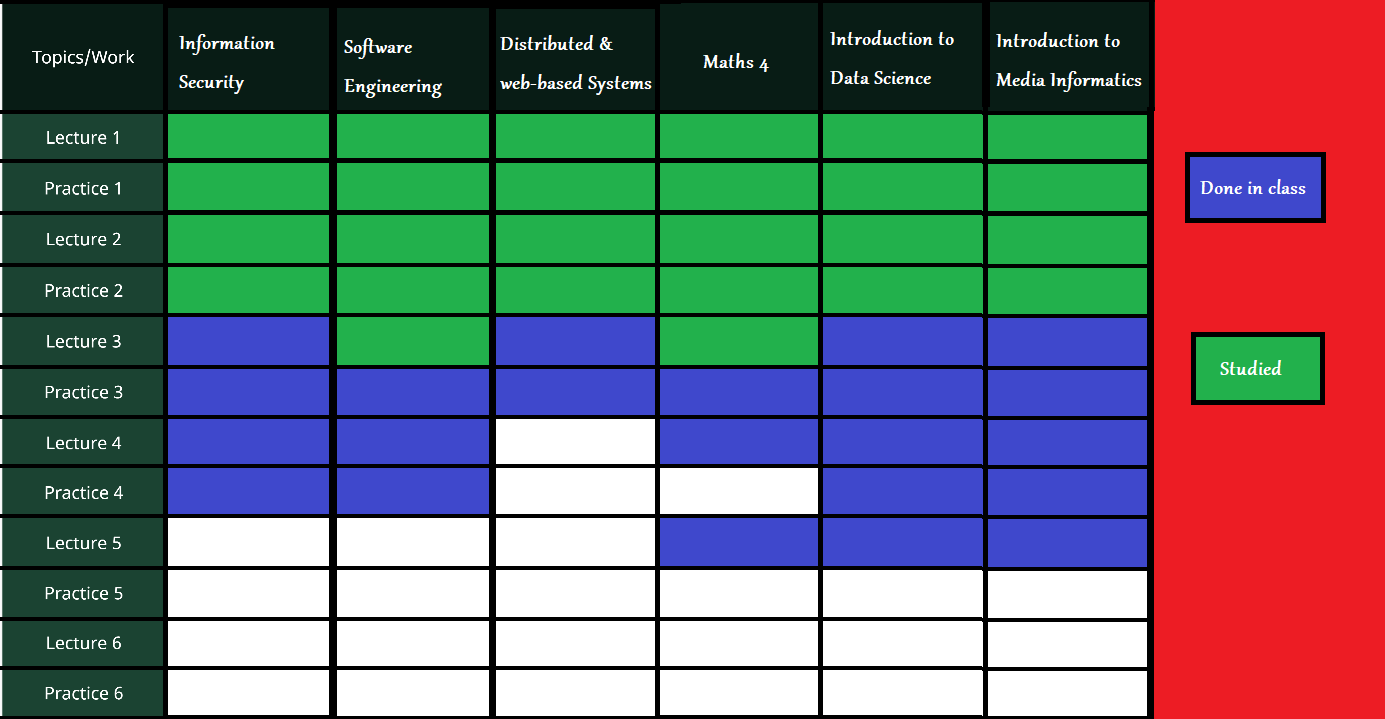 Topics/Work
Information
Security
Software
Engineering
Distributed &
web-based Systems
Maths 4
Introduction to
Data Science
Introduction to
Media Informatics
Lecture 1
Practice 1
Lecture 2
Practice 2
Lecture 3
Practice 3
Lecture 4
Practice 4
Lecture 5
Practice 5
Lecture 6
Practice 6
Done in class
Studied